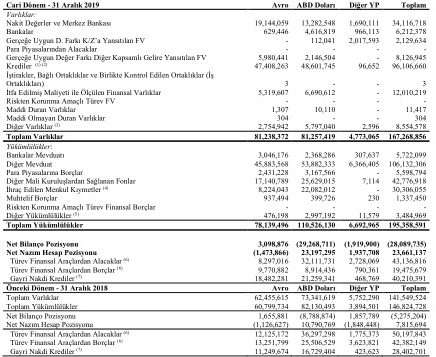 Cari Dönem - 31 Aralık 2019 Avro ABD Doları Diğer YP Toplam
Varlıklar:
Nakit Değerler ve Merkez Bankası 19,144,059 13,282,548 1,690,111 34,116,718
Bankalar 629,446 4,616,819 966,113 6,212,378
Gerçeğe Uygun D. Farkı K/Z'a Yansıtılan FV - 112,041 2,017,593 2,129,634
Para Piyasalarından Alacaklar - - - -
Gerçeğe Uygun Değer Farkı Diğer Kapsamlı Gelire Yansıtılan FV 5,980,441 2,146,504 - 8,126,945
Krediler (1) (2) 47,408,263 48,601,745 96,652 96,106,660
İştirakler, Bağlı Ortaklıklar ve Birlikte Kontrol Edilen Ortaklıklar (İş
Ortaklıkları) 3 - - 3
İtfa Edilmiş Maliyeti ile Ölçülen Finansal Varlıklar 5,319,607 6,690,612 - 12,010,219
Riskten Korunma Amaçlı Türev FV - - - -
Maddi Duran Varlıklar 1,307 10,110 - 11,417
Maddi Olmayan Duran Varlıklar 304 - - 304
Diğer Varlıklar (3) 2,754,942 5,797,040 2,596 8,554,578
Toplam Varlıklar 81,238,372 81,257,419 4,773,065 167,268,856
Yükümlülükler:
Bankalar Mevduatı 3,046,176 2,368,286 307,637 5,722,099
Diğer Mevduat 45,883,568 53,882,333 6,366,405 106,132,306
Para Piyasalarına Borçlar 2,431,228 3,167,566 - 5,598,794
Diğer Mali Kuruluşlardan Sağlanan Fonlar 17,140,789 25,629,015 7,114 42,776,918
İhraç Edilen Menkul Kıymetler (4) 8,224,043 22,082,012 - 30,306,055
Muhtelif Borçlar 937,494 399,726 230 1,337,450
Riskten Korunma Amaçlı Türev Finansal Borçlar - - - -
Diğer Yükümlülükler (5) 476,198 2,997,192 11,579 3,484,969
Toplam Yükümlülükler 78,139,496 110,526,130 6,692,965 195,358,591
Net Bilanço Pozisyonu 3,098,876 (29,268,711) (1,919,900) (28,089,735)
Net Nazım Hesap Pozisyonu (1,473,866) 23,197,295 1,937,708 23,661,137
Türev Finansal Araçlardan Alacaklar (6) 8,297,016 32,111,731 2,728,069 43,136,816
Türev Finansal Araçlardan Borçlar (6) 9,770,882 8,914,436 790,361 19,475,679
Gayri Nakdi Krediler (7) 18,482,281 21,259,341 468,769 40,210,391
Önceki Dönem - 31 Aralık 2018
Toplam Varlıklar 62,455,615 73,341,619 5,752,290 141,549,524
Toplam Yükümlülükler 60,799,734 82,130,493 3,894,501 146,824,728
Net Bilanço Pozisyonu 1,655,881 (8,788,874) 1,857,789 (5,275,204)
Net Nazım Hesap Pozisyonu (1,126,627) 10,790,769 (1,848,448) 7,815,694
Türev Finansal Araçlardan Alacaklar (6) 12,125,172 36,297,298 1,775,373 50,197,843
Türev Finansal Araçlardan Borçlar (6) 13,251,799 25,506,529 3,623,821 42,382,149
Gayri Nakdi Krediler (7) 11,249,674 16,729,404 423,623 28,402,701